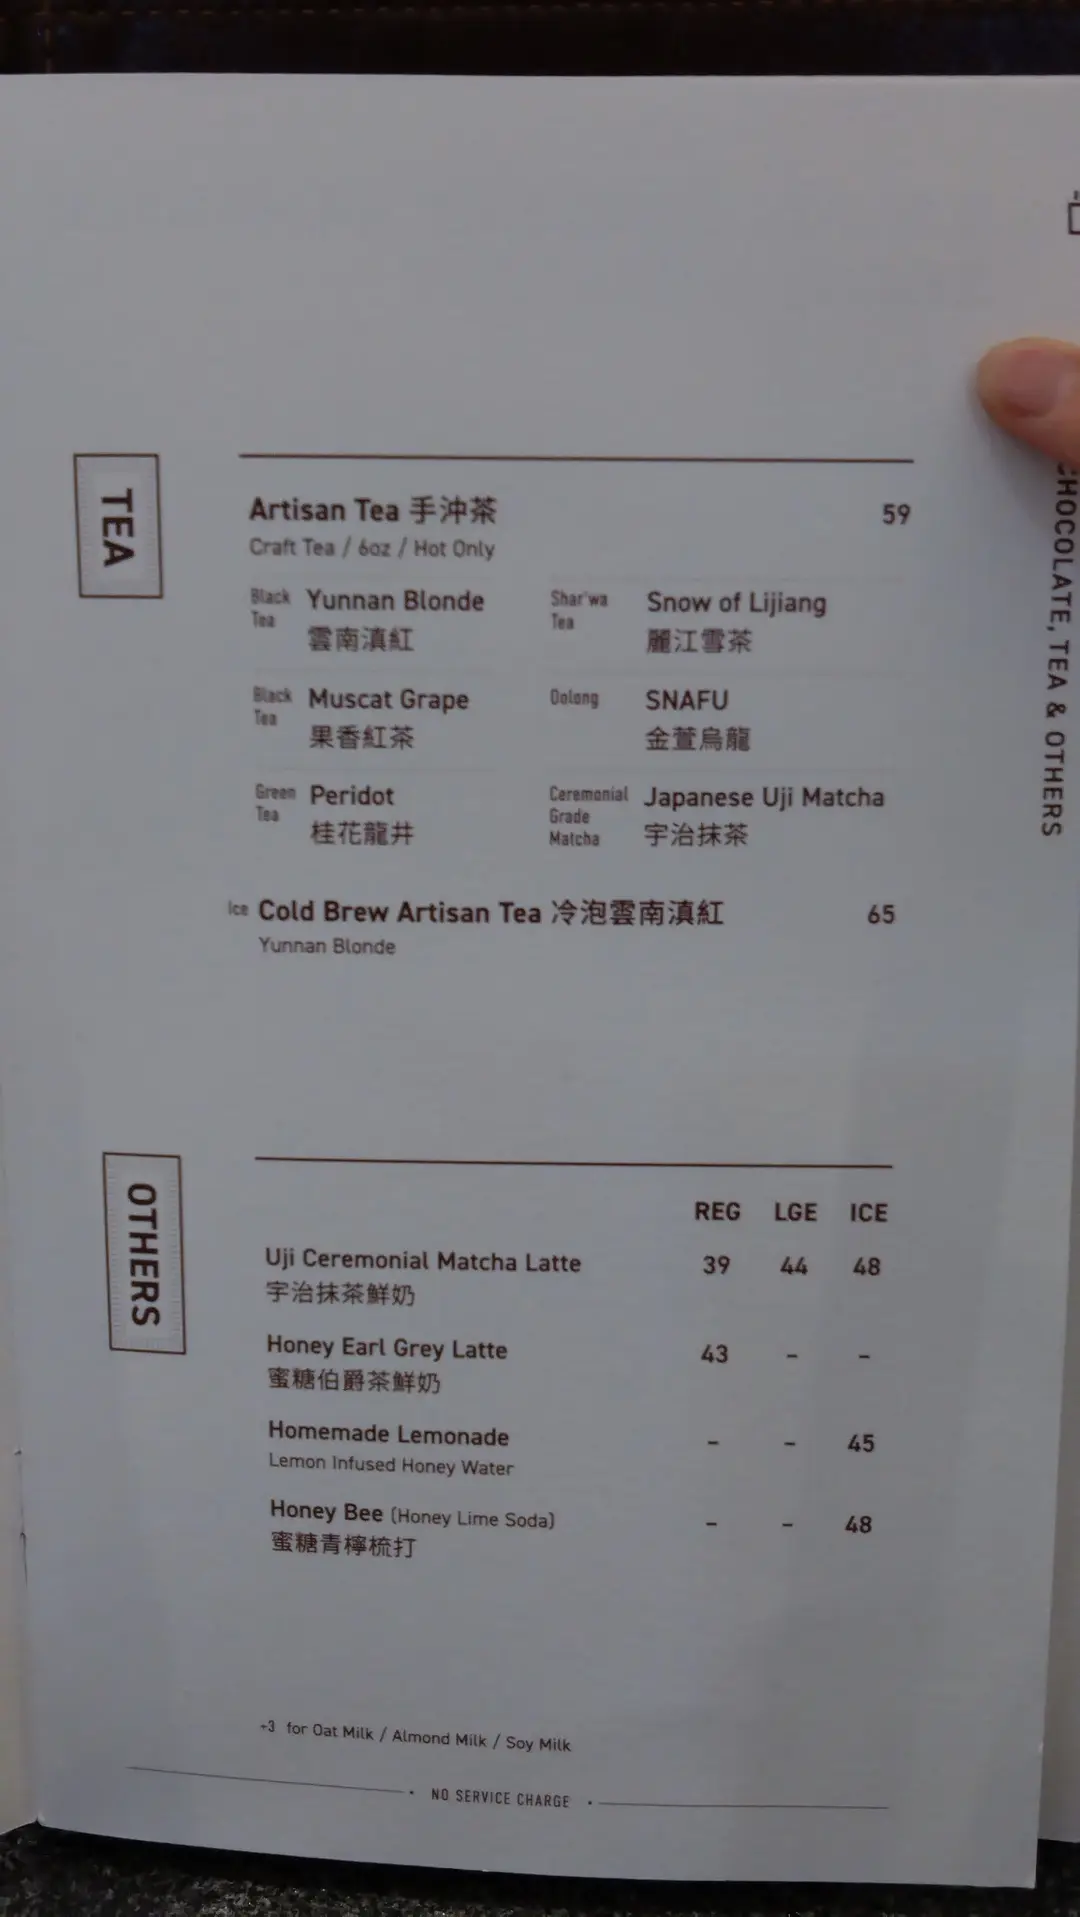 TEA
Artisan Tea 手沖茶 59
Craft Tea / 6oz / Hot Only
Black Tea Yunnan Blonde
雲南滇紅
Shar'wa Tea Snow of Lijiang
麗江雪茶
Black Tea Muscat Grape
果香紅茶
Oolong SNAFU
金萱烏龍
Green Tea Peridot
桂花龍井
Ceremonial Grade Matcha Japanese Uji Matcha
宇治抹茶
Ice Cold Brew Artisan Tea 冷泡雲南滇紅 65
Yunnan Blonde
OTHERS
REG LGE ICE
Uji Ceremonial Matcha Latte 39 44 48
宇治抹茶鮮奶
Honey Earl Grey Latte 43 - -
蜜糖伯爵茶鮮奶
Homemade Lemonade - - 45
Lemon Infused Honey Water
Honey Bee (Honey Lime Soda) - - 48
蜜糖青檸梳打
+3 for Oat Milk / Almond Milk / Soy Milk
NO SERVICE CHARGE
CHOCOLATE, TEA & OTHERS